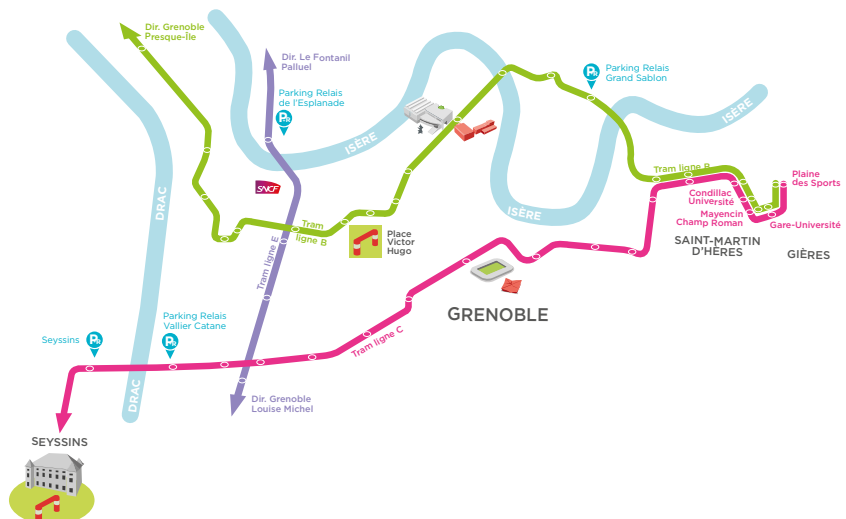 Dir. Grenoble
Presque-Île
Dir. Le Fontanil
Palluel
Parking Relais
de l'Esplanade
Parking Relais
Grand Sablon
P+R
P+R
ISÈRE
ISÈRE
ISÈRE
DRAC
SNCF
Tram ligne B
Plaine
des Sports
Condillac
Université
Mayencin
Champ Roman
Gare-Université
SAINT-MARTIN
D'HÈRES
GIÈRES
Tram
ligne B
Place
Victor
Hugo
Tram ligne E
GRENOBLE
Parking Relais
Vallier Catane
Seyssins
P+R
P+R
Tram ligne C
DRAC
Dir. Grenoble
Louise Michel
SEYSSINS